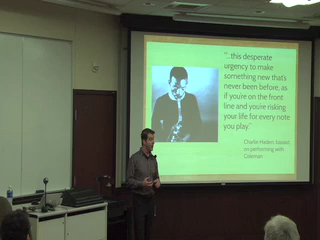 "...this desperate
urgency to make
something new that's
never been before, as
if you're on the front
line and you're risking
your life for every note
you play."
Charlie Haden, bassist
on performing with
Coleman